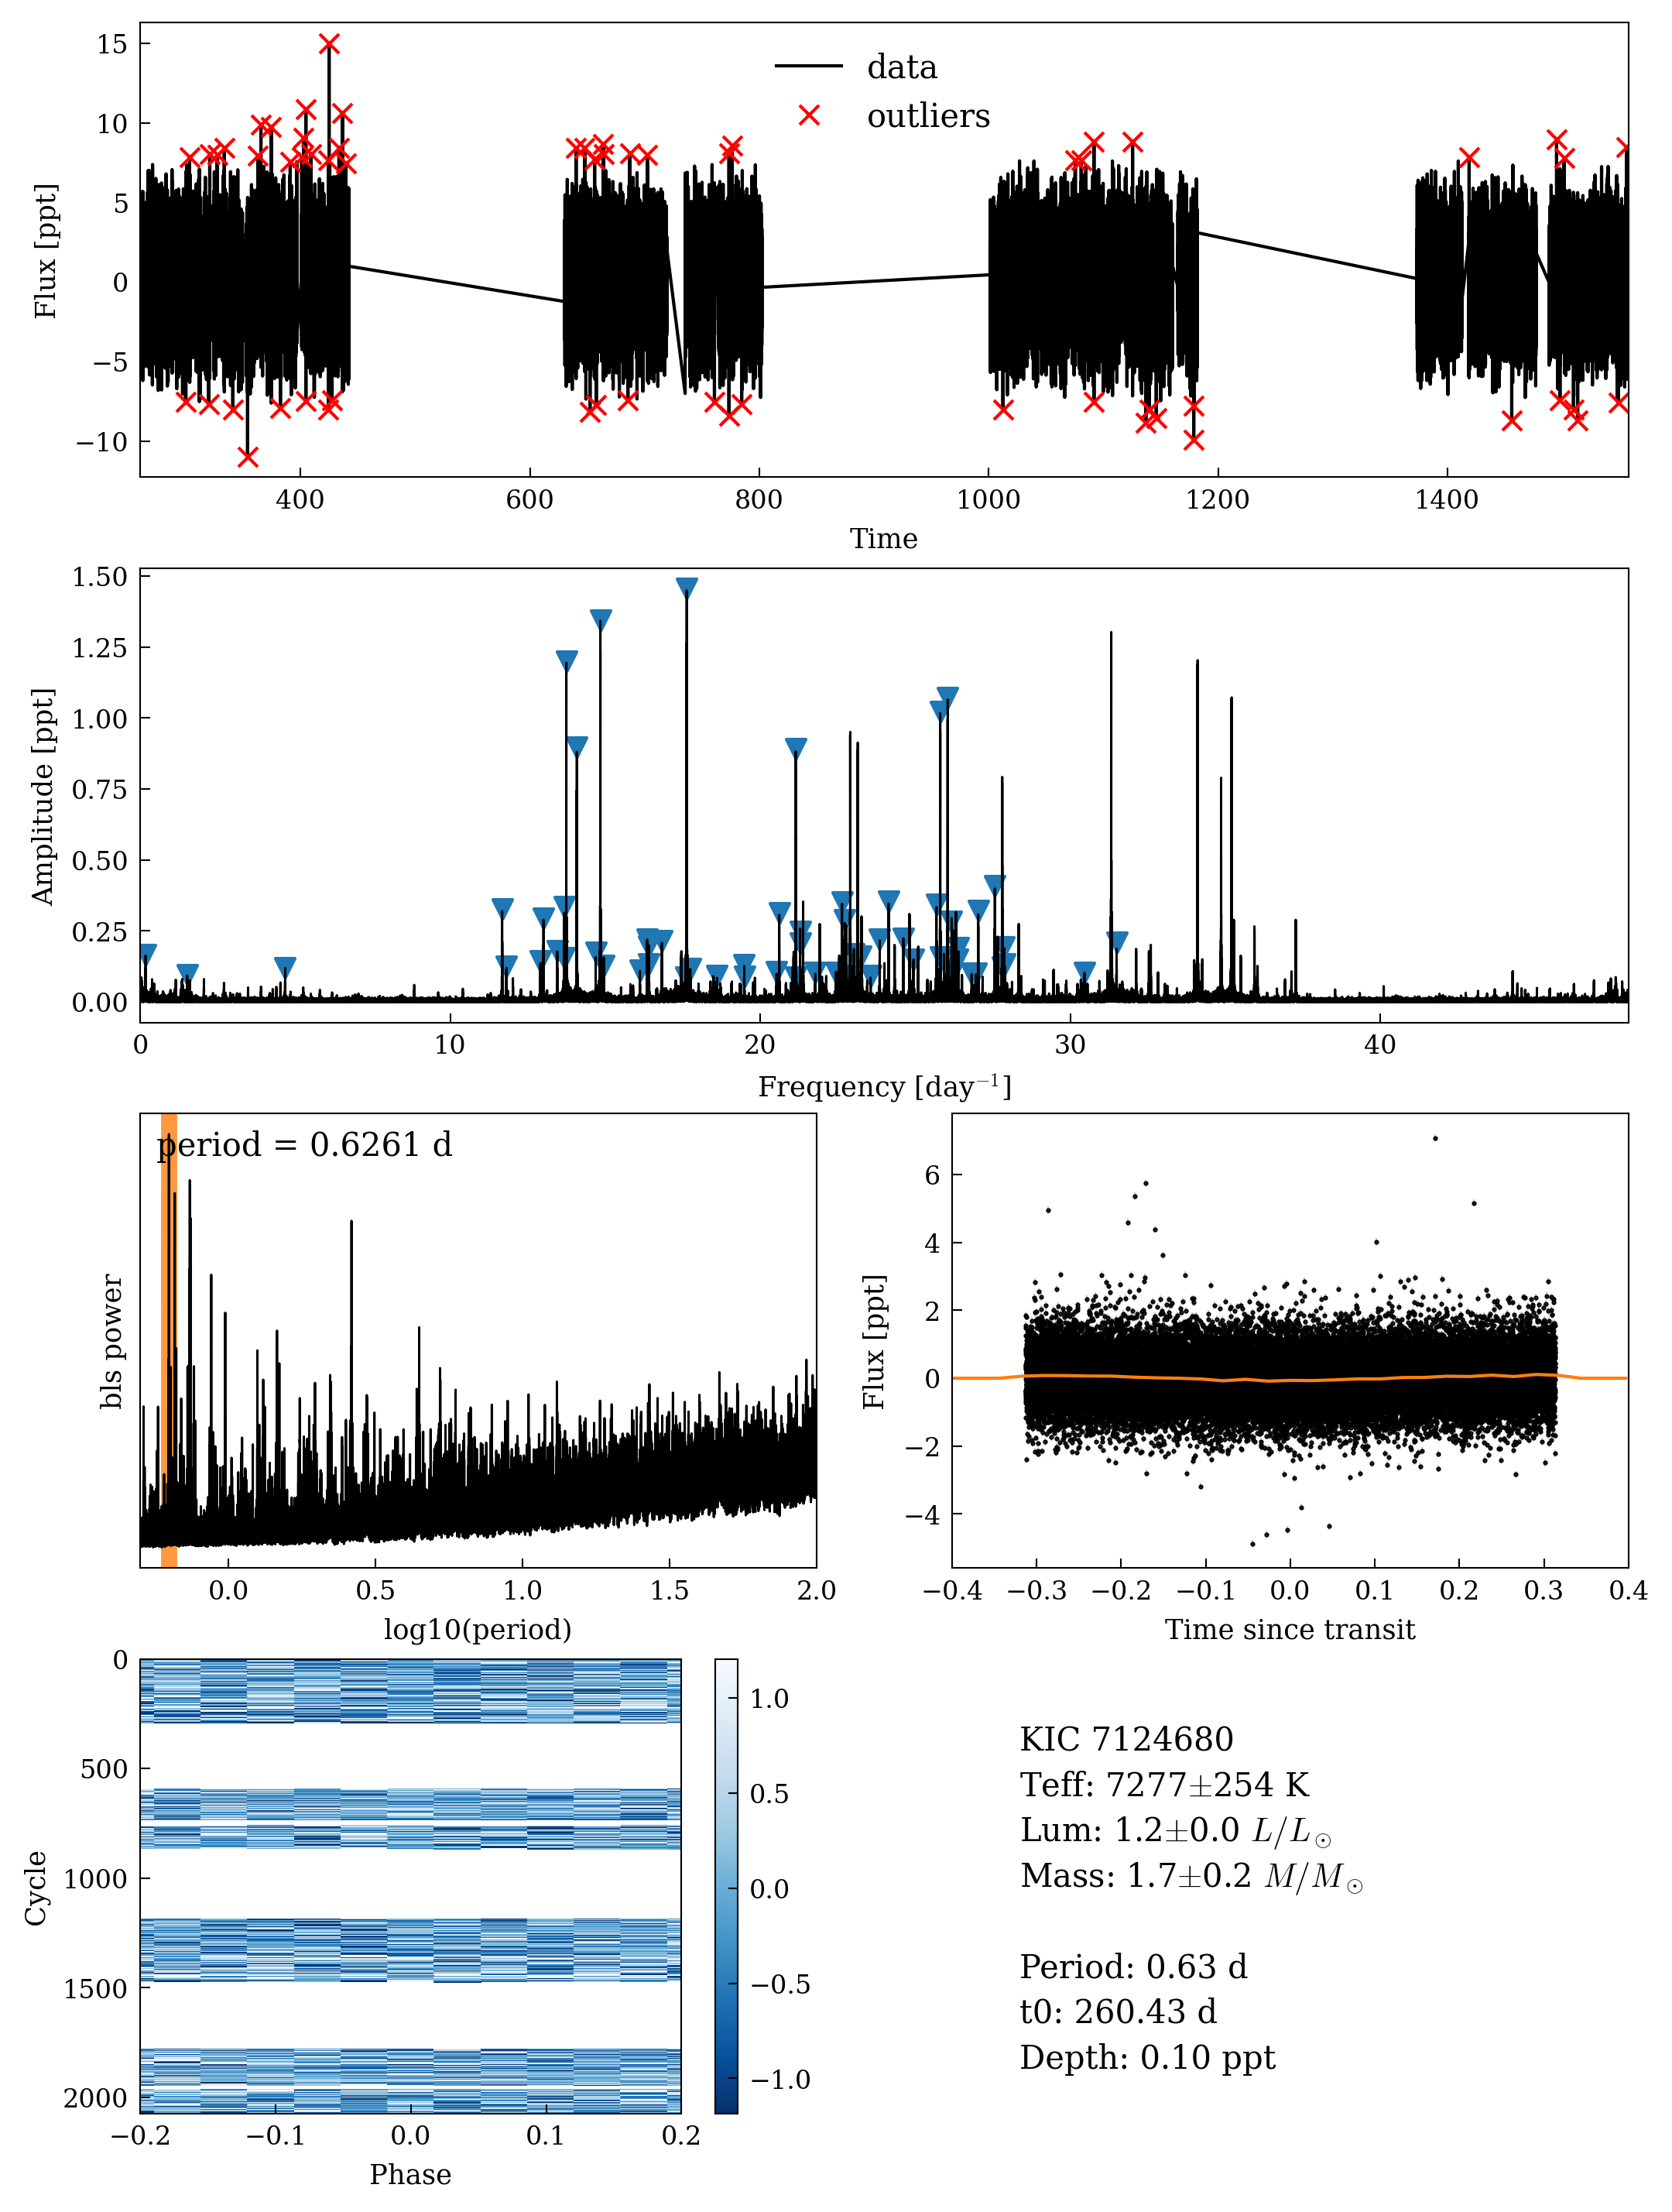 15
10
5
0
−5
−10
Flux [ppt]
data
outliers
400 600 800 1000 1200 1400
Time
1.50
1.25
1.00
0.75
0.50
0.25
0.00
Amplitude [ppt]
0 10 20 30 40
Frequency [day⁻¹]
period = 0.6261 d
bls power
0.0 0.5 1.0 1.5 2.0
log10(period)
6
4
2
0
−2
−4
Flux [ppt]
−0.4 −0.3 −0.2 −0.1 0.0 0.1 0.2 0.3 0.4
Time since transit
0
500
1000
1500
2000
Cycle
−0.2 −0.1 0.0 0.1 0.2
Phase
1.0
0.5
0.0
−0.5
−1.0
KIC 7124680
Teff: 7277±254 K
Lum: 1.2±0.0 L/L⊙
Mass: 1.7±0.2 M/M⊙
Period: 0.63 d
t0: 260.43 d
Depth: 0.10 ppt